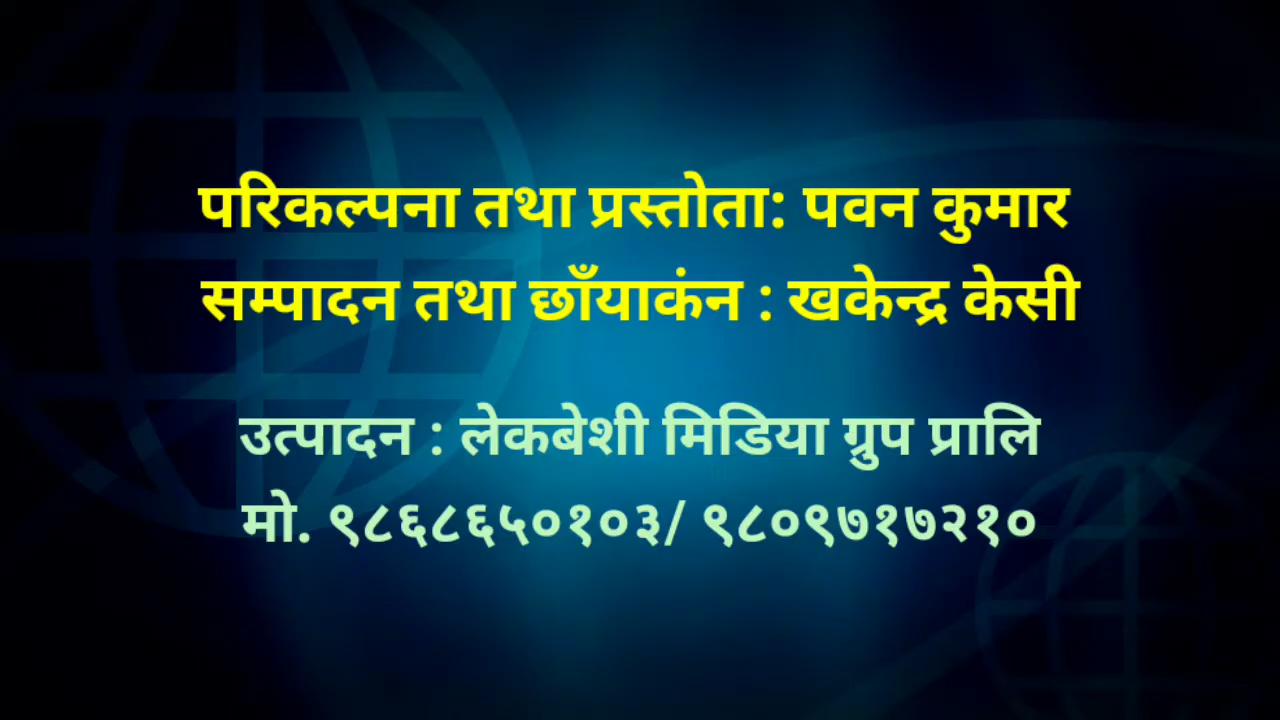 परिकल्पना तथा प्रस्तोता: पवन कुमार
सम्पादन तथा छाँयाकंन : खकेन्द्र केसी
उत्पादन : लेकबेशी मिडिया ग्रुप प्रालि
मो. ९८६८६५०१०३/ ९८०९७१७२१०